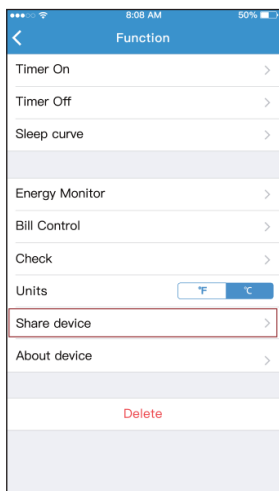 8:08 AM 50%
Function
Timer On
Timer Off
Sleep curve
Energy Monitor
Bill Control
Check
Units °F °C
Share device
About device
Delete